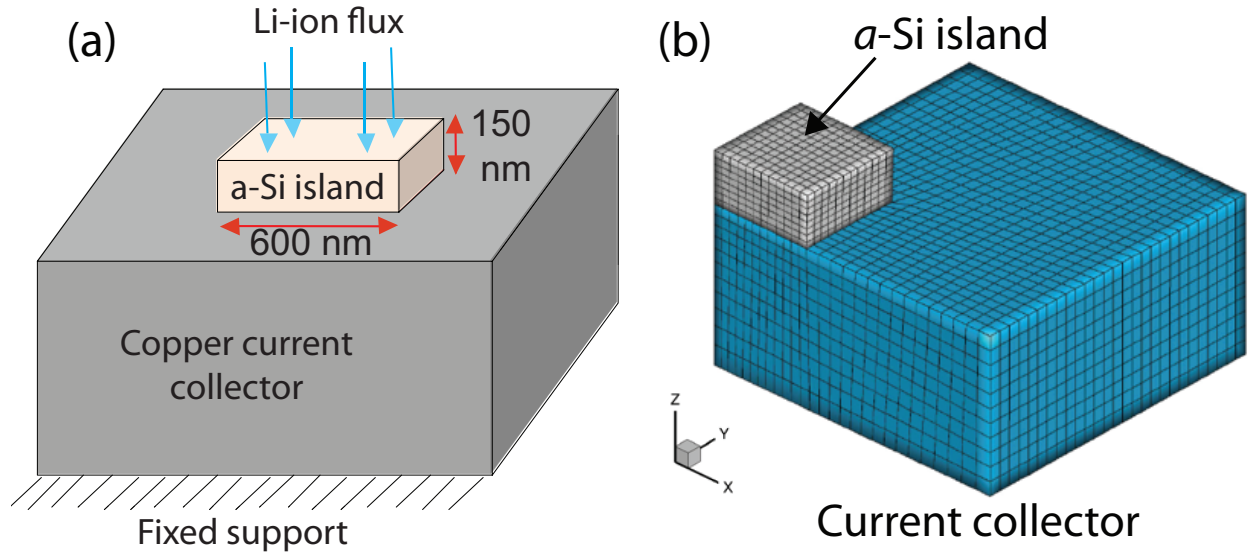 (a)
Li-ion flux
150
nm
a-Si island
600 nm
Copper current
collector
Fixed support
(b)
a-Si island
Z
Y
X
Current collector